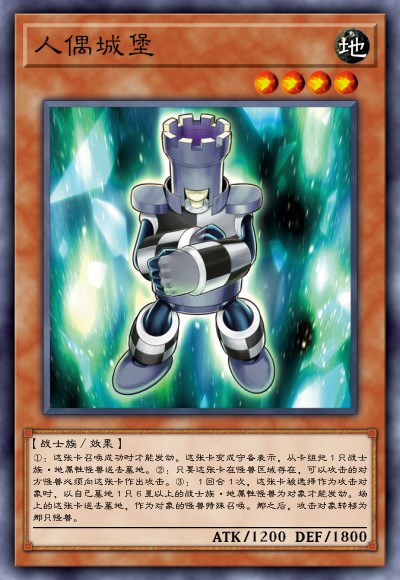 人偶城堡
地
【战士族／效果】
①：这张卡召唤成功时才能发动。这张卡变成守备表示，从卡组把1只战士
族·地属性怪兽送去墓地。②：只要这张卡在怪兽区域存在，可以攻击的对
方怪兽必须向这张卡作出攻击。③：1回合1次，这张卡被选择作为攻击对
象时，以自己墓地1只6星以上的战士族·地属性怪兽为对象才能发动。场
上的这张卡送去墓地，作为对象的怪兽特殊召唤。那之后，攻击对象转移为
那只怪兽。
ATK/1200 DEF/1800